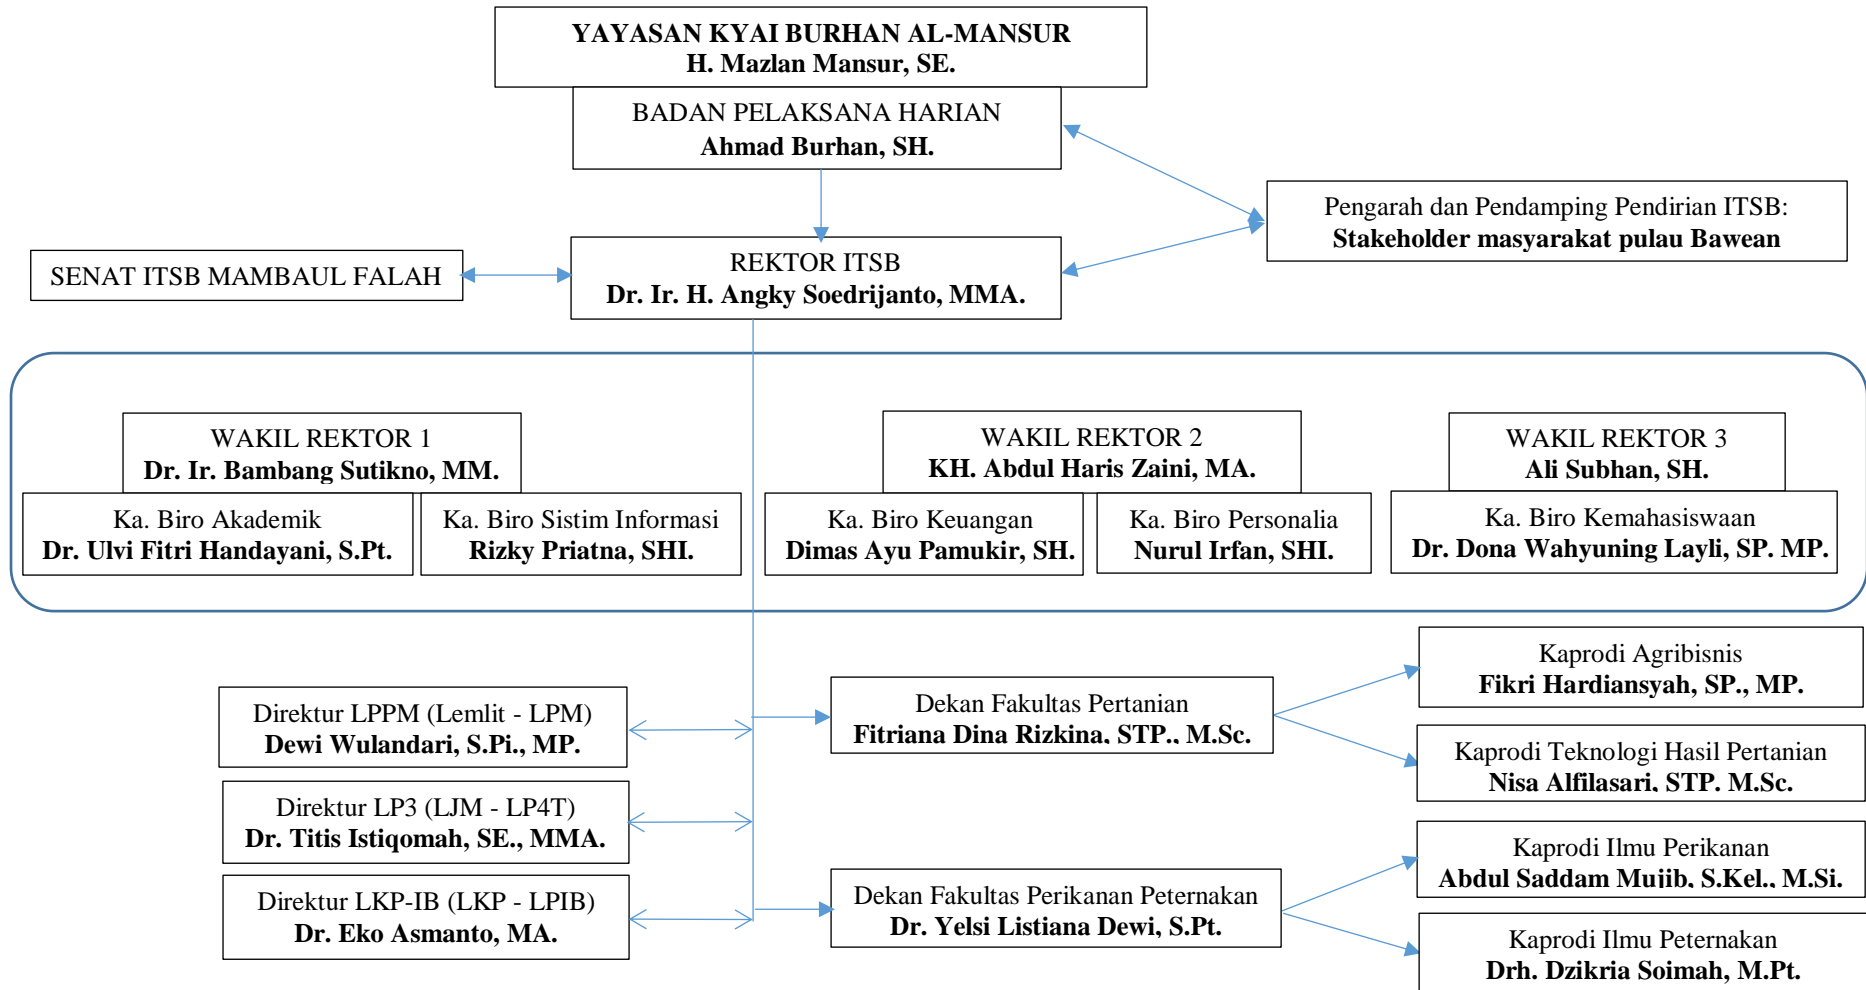 YAYASAN KYAI BURHAN AL-MANSUR
H. Mazlan Mansur, SE.
BADAN PELAKSANA HARIAN
Ahmad Burhan, SH.
Pengarah dan Pendamping Pendirian ITSB:
Stakeholder masyarakat pulau Bawean
SENAT ITSB MAMBAUL FALAH
REKTOR ITSB
Dr. Ir. H. Angky Soedrijanto, MMA.
WAKIL REKTOR 1
Dr. Ir. Bambang Sutikno, MM.
Ka. Biro Akademik
Dr. Ulvi Fitri Handayani, S.Pt.
Ka. Biro Sistim Informasi
Rizky Priatna, SHI.
WAKIL REKTOR 2
KH. Abdul Haris Zaini, MA.
Ka. Biro Keuangan
Dimas Ayu Pamukir, SH.
Ka. Biro Personalia
Nurul Irfan, SHI.
WAKIL REKTOR 3
Ali Subhan, SH.
Ka. Biro Kemahasiswaan
Dr. Dona Wahyuning Layli, SP. MP.
Direktur LPPM (Lemlit - LPM)
Dewi Wulandari, S.Pi., MP.
Direktur LP3 (LJM - LP4T)
Dr. Titis Istiqomah, SE., MMA.
Direktur LKP-IB (LKP - LPIB)
Dr. Eko Asmanto, MA.
Dekan Fakultas Pertanian
Fitriana Dina Rizkina, STP., M.Sc.
Kaprodi Agribisnis
Fikri Hardiansyah, SP., MP.
Kaprodi Teknologi Hasil Pertanian
Nisa Alfilasari, STP. M.Sc.
Dekan Fakultas Perikanan Peternakan
Dr. Yelsi Listiana Dewi, S.Pt.
Kaprodi Ilmu Perikanan
Abdul Saddam Mujib, S.Kel., M.Si.
Kaprodi Ilmu Peternakan
Drh. Dzikria Soimah, M.Pt.